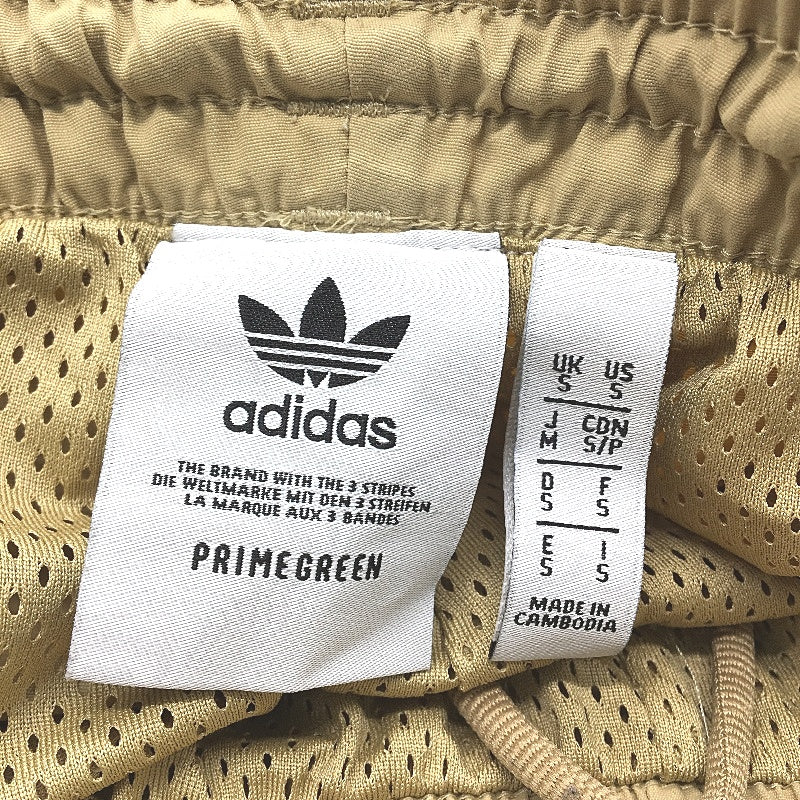 adidas
THE BRAND WITH THE 3 STRIPES
DIE WELTMARKE MIT DEN 3 STREIFEN
LA MARQUE AUX 3 BANDES
PRIMEGREEN
UK US
S S
J CDN
M S/P
D F
S S
E I
S S
MADE IN
CAMBODIA